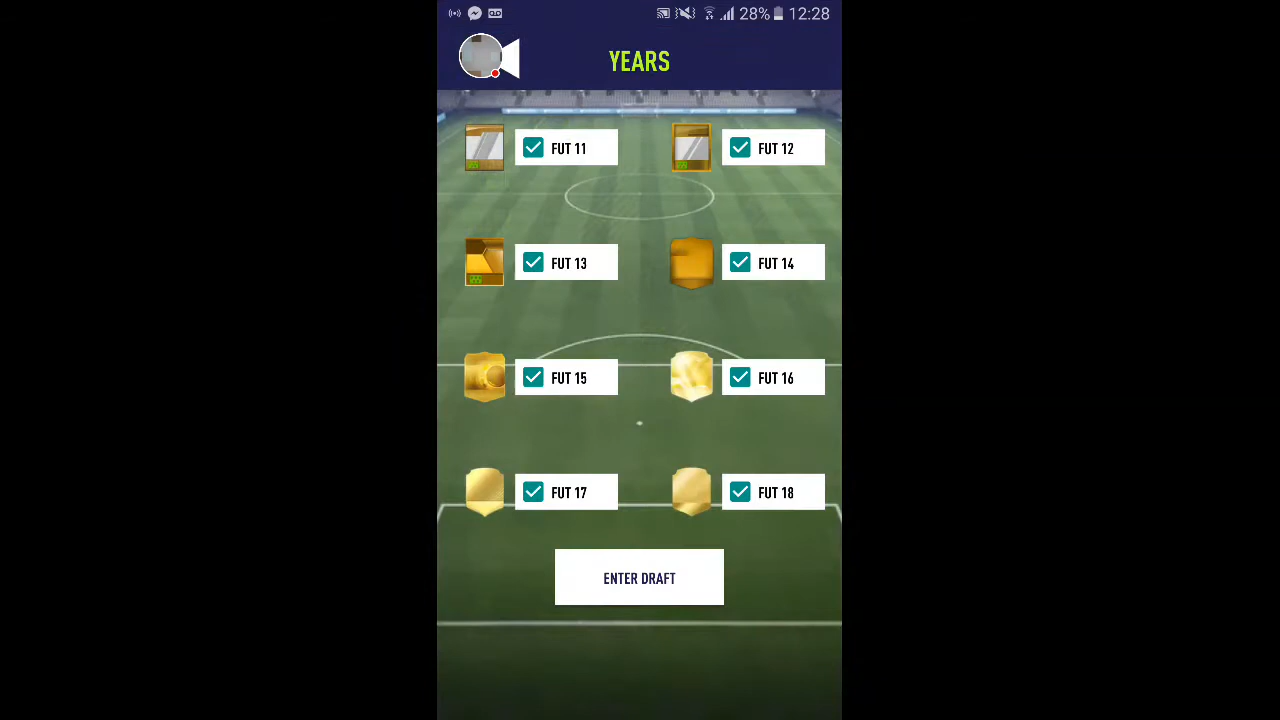 28% 12:28
YEARS
FUT 11
FUT 12
FUT 13
FUT 14
FUT 15
FUT 16
FUT 17
FUT 18
ENTER DRAFT